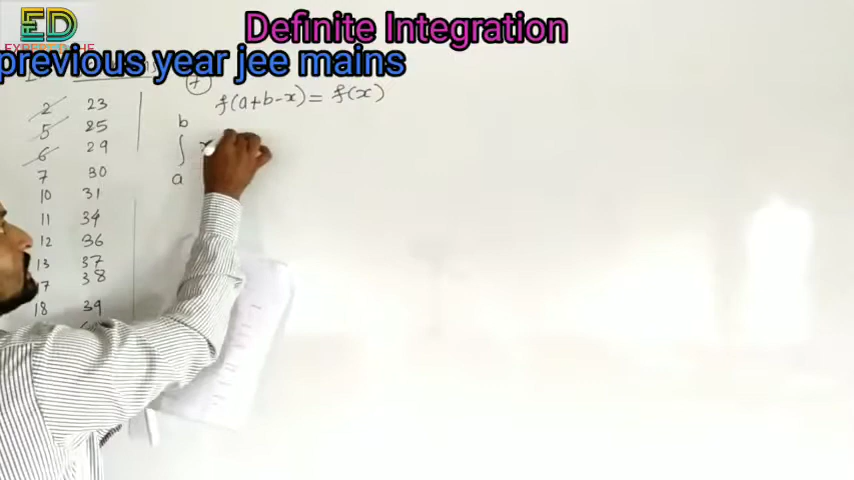 ED
Definite Integration
previous year jee mains
7
f(a+b-x) = f(x)
b
∫ x
a
2 23
5 25
6 29
7 30
10 31
11 34
12 36
13 37
17 38
18 39